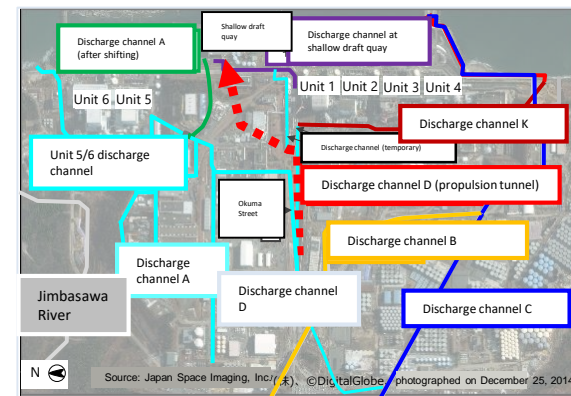 Discharge channel A
(after shifting)
Shallow draft
quay
Discharge channel at
shallow draft quay
Unit 6
Unit 5
Unit 1
Unit 2
Unit 3
Unit 4
Discharge channel K
Unit 5/6 discharge
channel
Discharge channel (temporary)
Discharge channel D (propulsion tunnel)
Okuma
Street
Discharge channel B
Discharge
channel A
Discharge channel
D
Discharge channel C
Jimbasawa
River
N
Source: Japan Space Imaging, Inc/(株)、©DigitalGlobe, photographed on December 25, 2014